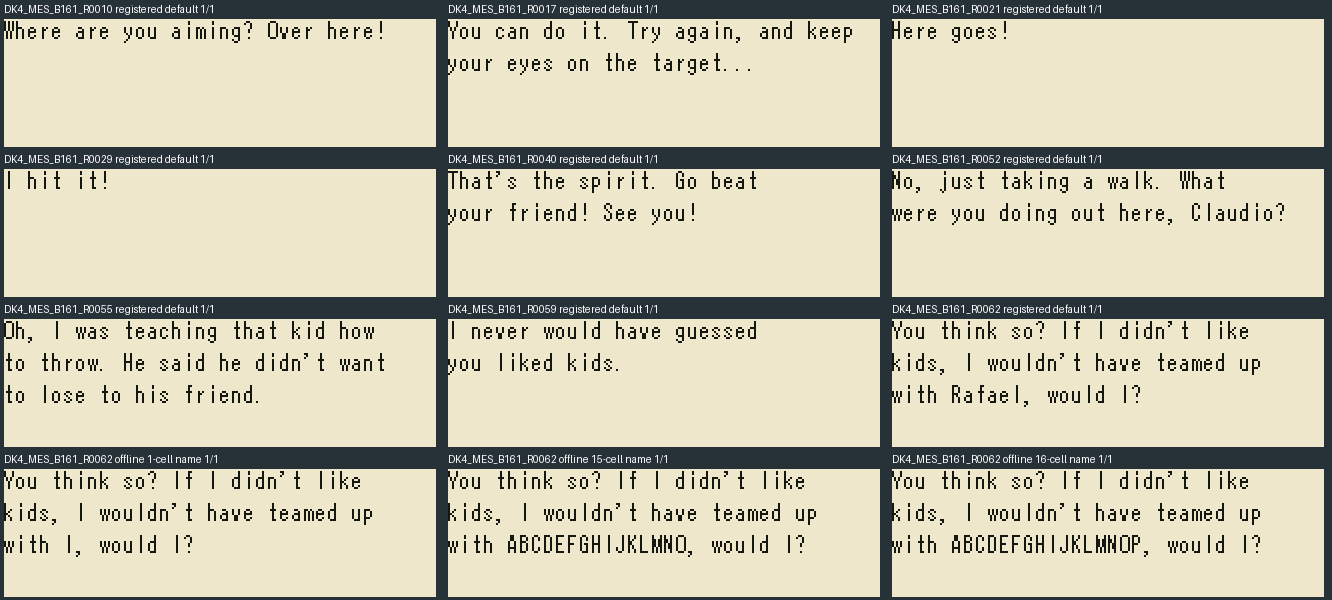 DK4_MES_B161_R0010 registered default 1/1
Where are you aiming? Over here!
DK4_MES_B161_R0017 registered default 1/1
You can do it. Try again, and keep
your eyes on the target...
DK4_MES_B161_R0021 registered default 1/1
Here goes!
DK4_MES_B161_R0029 registered default 1/1
I hit it!
DK4_MES_B161_R0040 registered default 1/1
That's the spirit. Go beat
your friend! See you!
DK4_MES_B161_R0052 registered default 1/1
No, just taking a walk. What
were you doing out here, Claudio?
DK4_MES_B161_R0055 registered default 1/1
Oh, I was teaching that kid how
to throw. He said he didn't want
to lose to his friend.
DK4_MES_B161_R0059 registered default 1/1
I never would have guessed
you liked kids.
DK4_MES_B161_R0062 registered default 1/1
You think so? If I didn't like
kids, I wouldn't have teamed up
with Rafael, would I?
DK4_MES_B161_R0062 offline 1-cell name 1/1
You think so? If I didn't like
kids, I wouldn't have teamed up
with I, would I?
DK4_MES_B161_R0062 offline 15-cell name 1/1
You think so? If I didn't like
kids, I wouldn't have teamed up
with ABCDEFGHIJKLMNO, would I?
DK4_MES_B161_R0062 offline 16-cell name 1/1
You think so? If I didn't like
kids, I wouldn't have teamed up
with ABCDEFGHIJKLMNOP, would I?